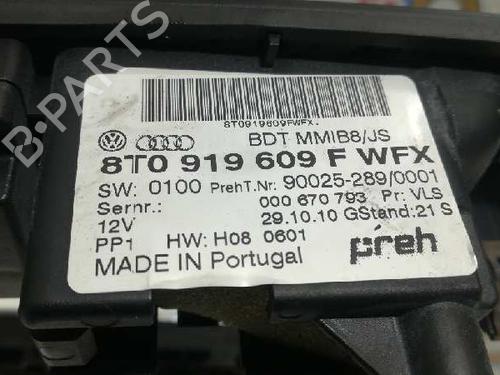 8T0919609FWFX.
BDT MMIB8/JS
8T0 919 609 F WFX
SW: 0100 PrehT.Nr: 90025-289/0001
Sernr.: 000 670 793 Pr: VLS
12V 29.10.10 GStand: 21 S
PP1 HW: H08 0601
preh
MADE IN Portugal